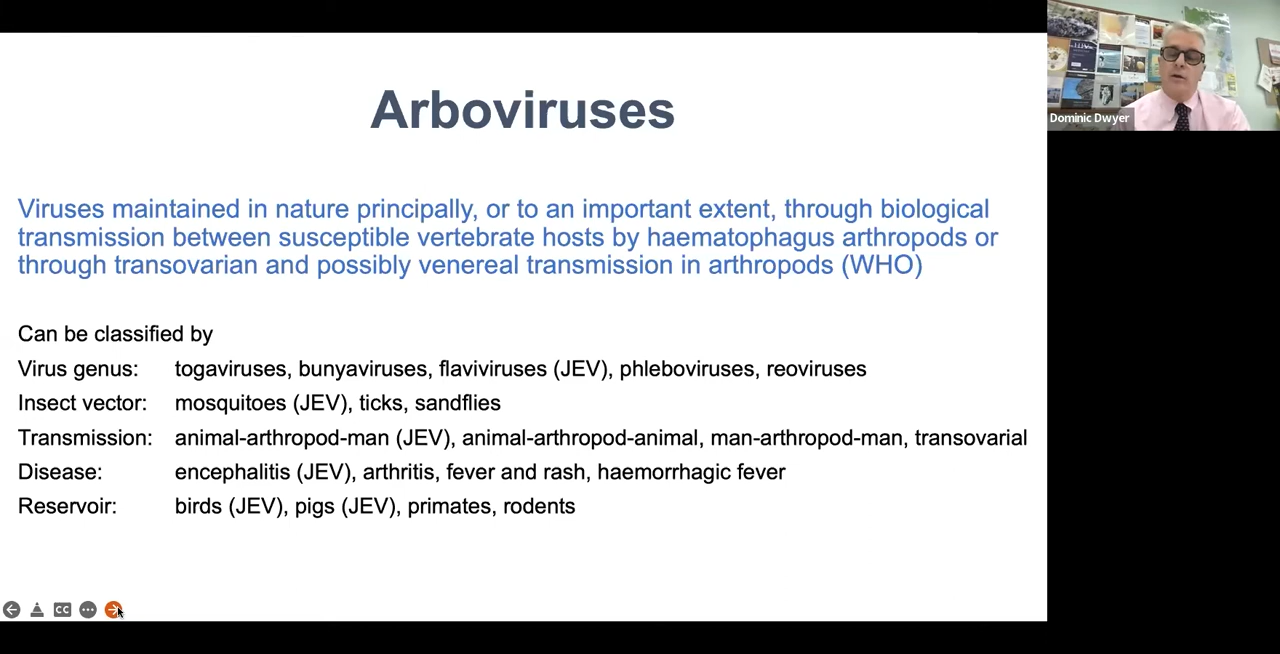 Arboviruses
Viruses maintained in nature principally, or to an important extent, through biological
transmission between susceptible vertebrate hosts by haematophagus arthropods or
through transovarian and possibly venereal transmission in arthropods (WHO)
Can be classified by
Virus genus: togaviruses, bunyaviruses, flaviviruses (JEV), phleboviruses, reoviruses
Insect vector: mosquitoes (JEV), ticks, sandflies
Transmission: animal-arthropod-man (JEV), animal-arthropod-animal, man-arthropod-man, transovarial
Disease: encephalitis (JEV), arthritis, fever and rash, haemorrhagic fever
Reservoir: birds (JEV), pigs (JEV), primates, rodents
CC
Dominic Dwyer